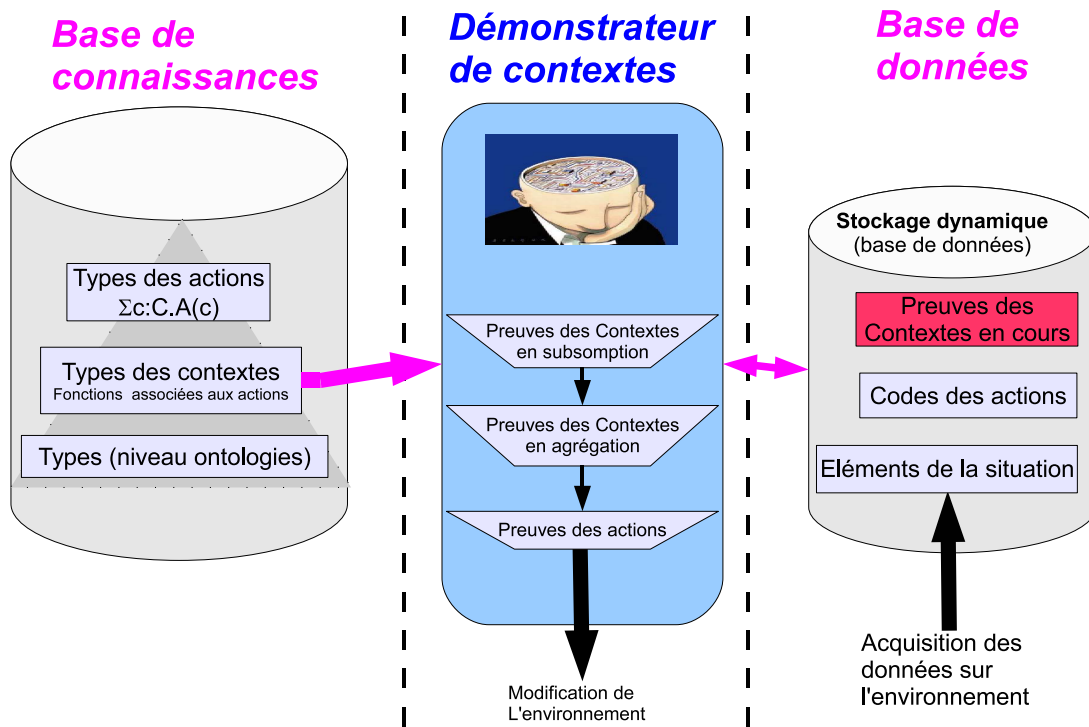 Base de
connaissances
Types des actions
Σc:C.A(c)
Types des contextes
Fonctions associées aux actions
Types (niveau ontologies)
Démonstrateur
de contextes
Preuves des Contextes
en subsomption
Preuves des Contextes
en agrégation
Preuves des actions
Modification de
L'environnement
Base de
données
Stockage dynamique
(base de données)
Preuves des
Contextes en cours
Codes des actions
Eléments de la situation
Acquisition des
données sur
l'environnement